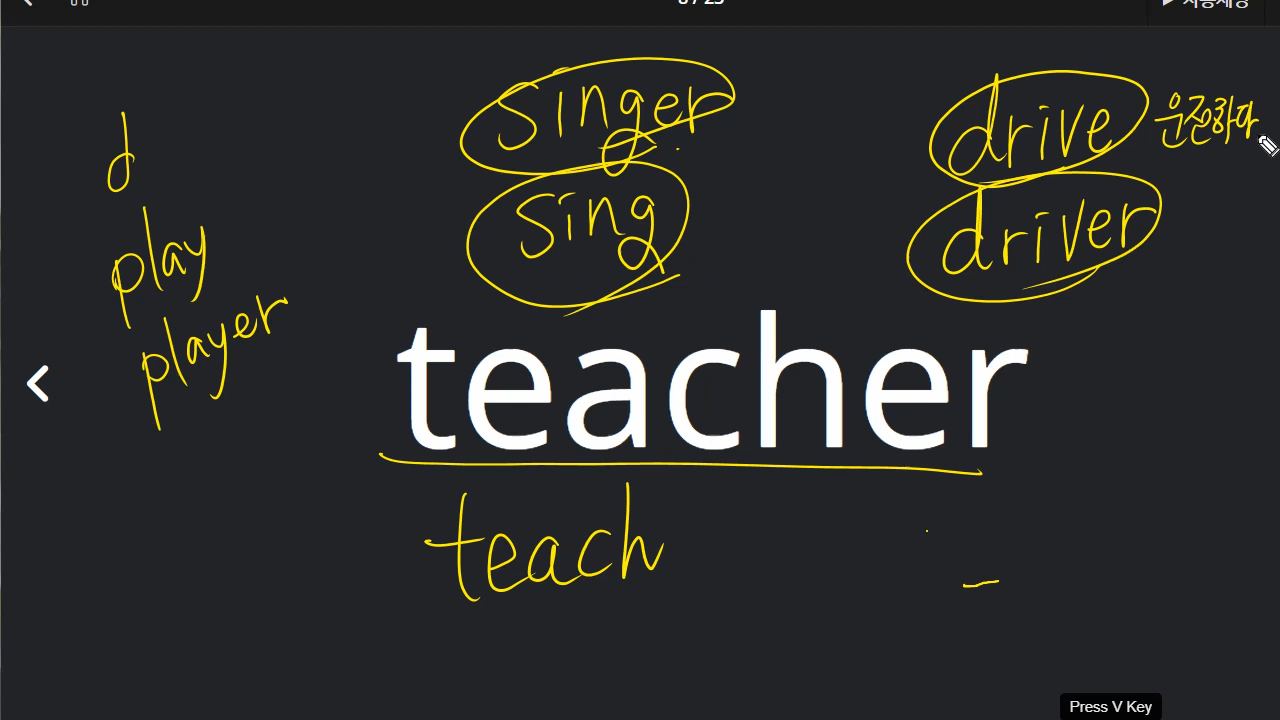 singer
drive 운전하다
d
sing
driver
play
player
teacher
teach
Press V Key